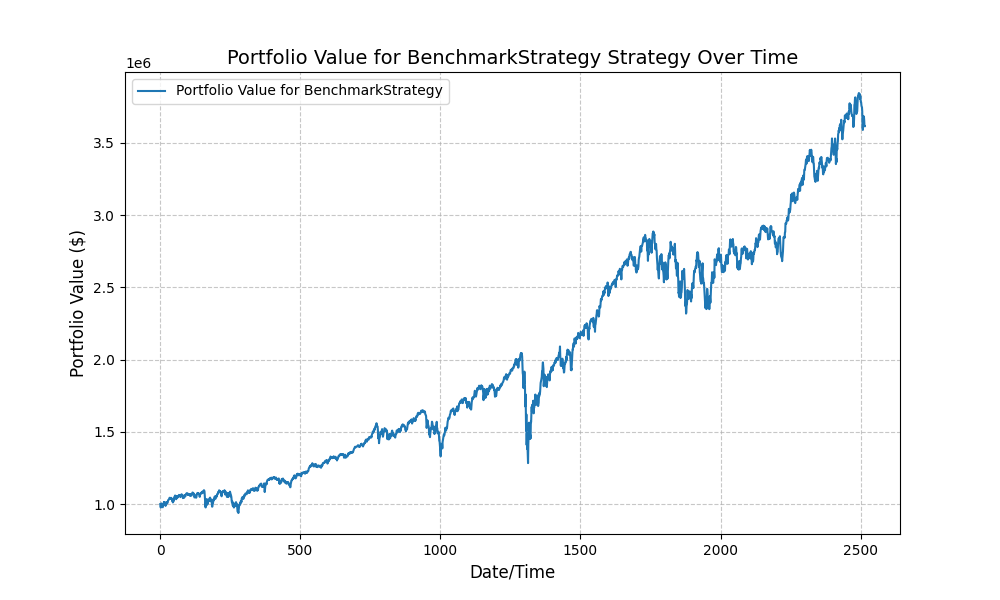 Portfolio Value for BenchmarkStrategy Strategy Over Time
1e6
Portfolio Value for BenchmarkStrategy
3.5
3.0
2.5
2.0
1.5
1.0
Portfolio Value ($)
0 500 1000 1500 2000 2500
Date/Time